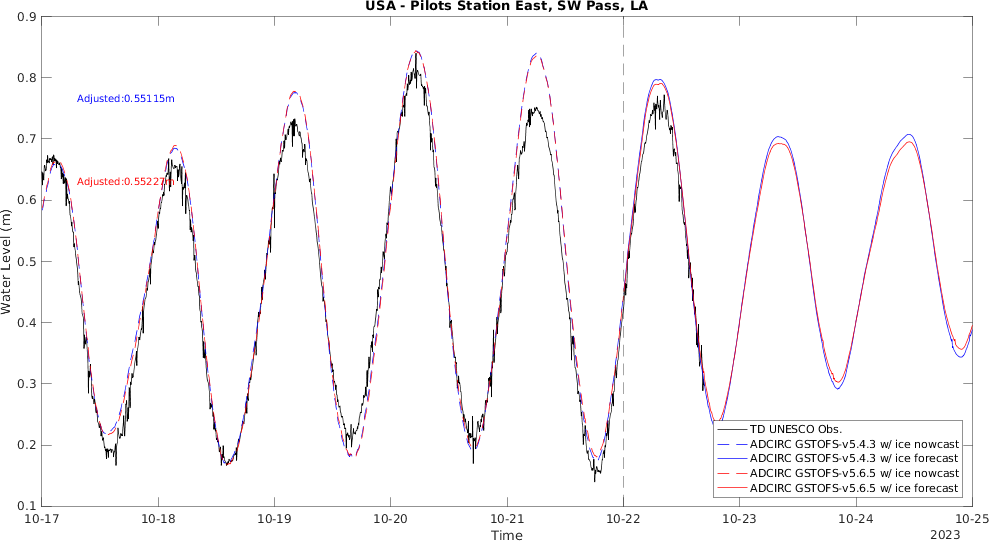 USA - Pilots Station East, SW Pass, LA
0.9
0.8
0.7
0.6
0.5
0.4
0.3
0.2
0.1
Water Level (m)
Adjusted:0.55115m
Adjusted:0.55227m
TD UNESCO Obs.
ADCIRC GSTOFS-v5.4.3 w/ ice nowcast
ADCIRC GSTOFS-v5.4.3 w/ ice forecast
ADCIRC GSTOFS-v5.6.5 w/ ice nowcast
ADCIRC GSTOFS-v5.6.5 w/ ice forecast
10-17 10-18 10-19 10-20 10-21 10-22 10-23 10-24 10-25
Time
2023